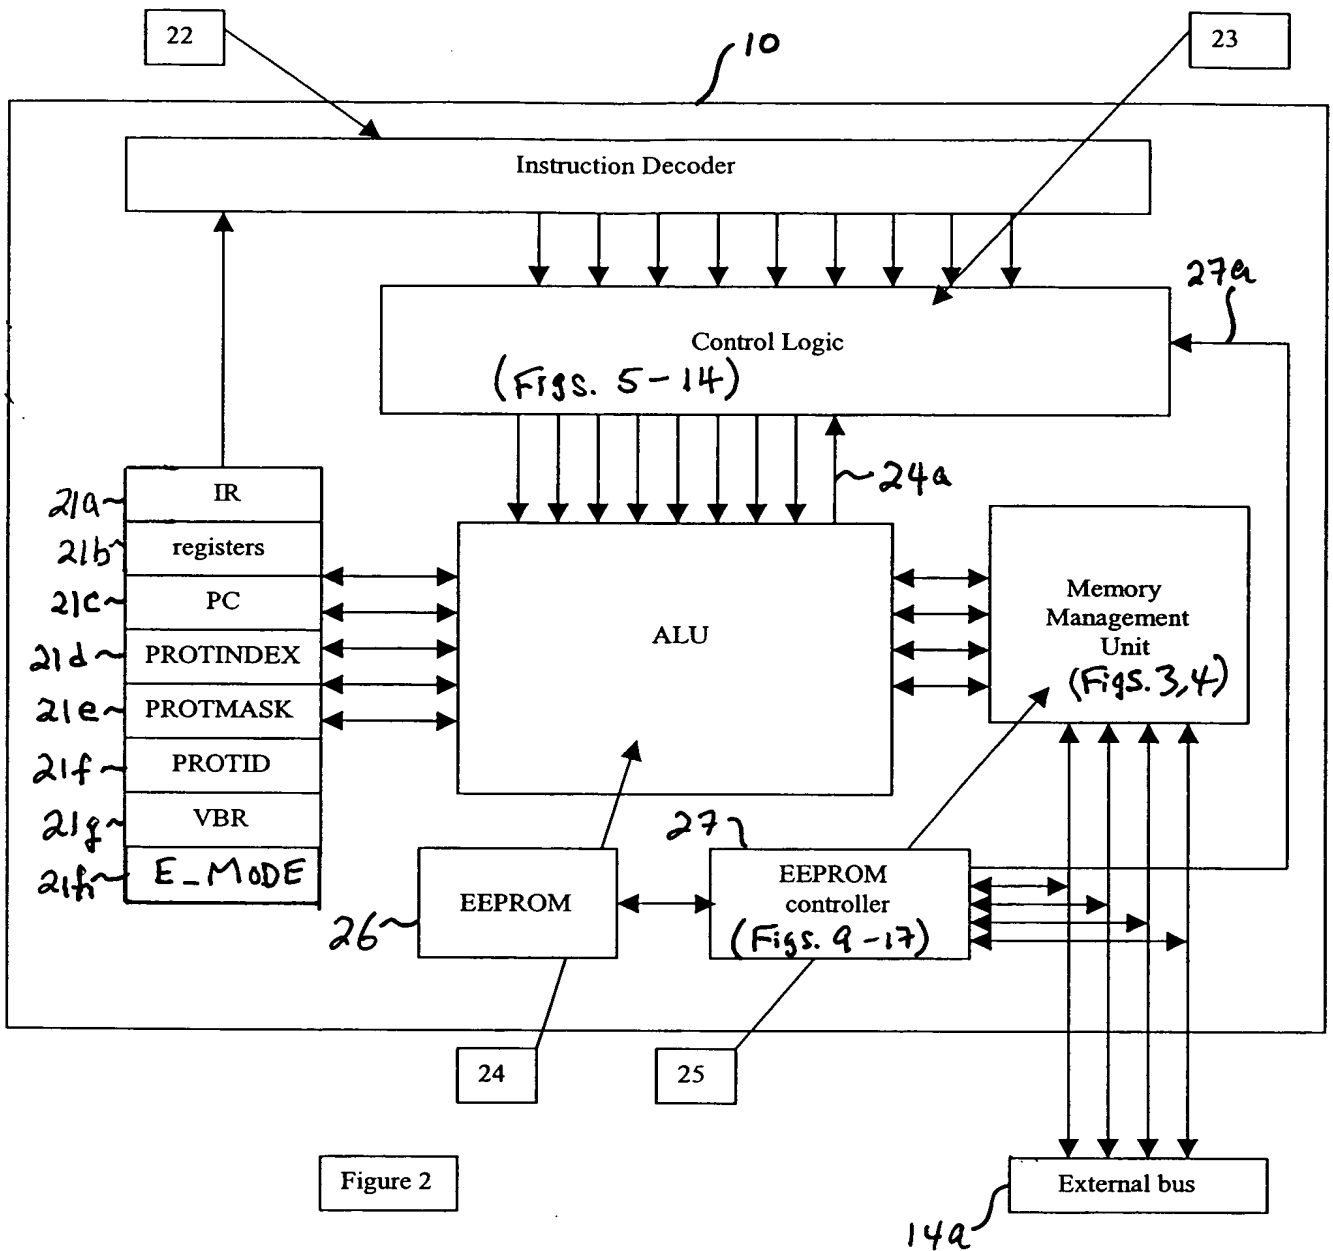 22
10
23
Instruction Decoder
27a
Control Logic
(Figs. 5-14)
24a
21a
IR
21b
registers
21c
PC
21d
PROTINDEX
21e
PROTMASK
21f
PROTID
21g
VBR
21h
E_MODE
ALU
Memory
Management
Unit
(Figs. 3,4)
27
EEPROM
26
EEPROM
controller
(Figs. 9-17)
24
25
Figure 2
External bus
14a